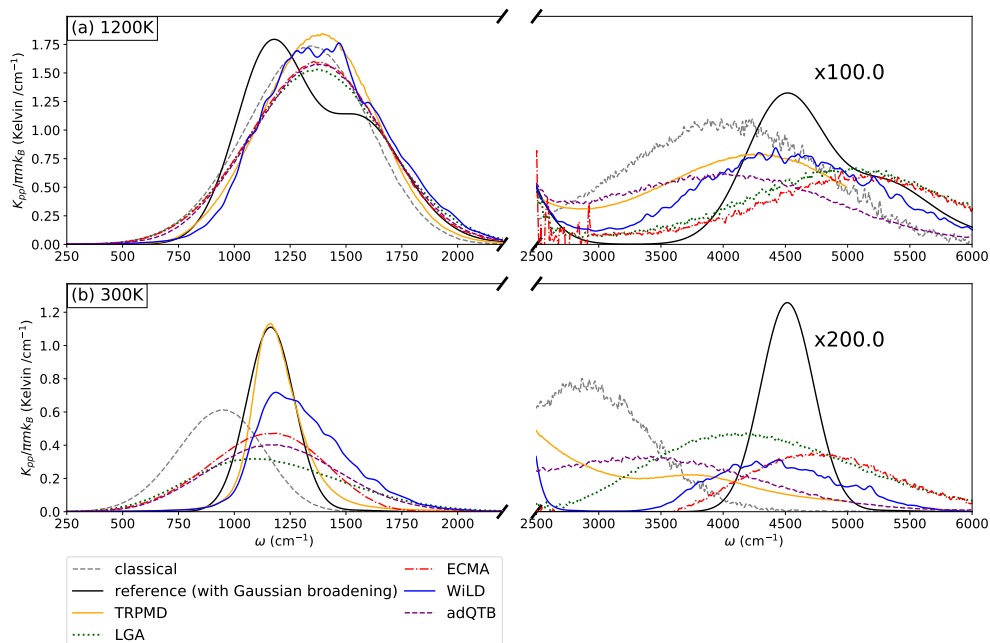 (a) 1200K
x100.0
K_pp/πmk_B (Kelvin /cm⁻¹)
1.75
1.50
1.25
1.00
0.75
0.50
0.25
0.00
250 500 750 1000 1250 1500 1750 2000 2500 3000 3500 4000 4500 5000 5500 6000
(b) 300K
x200.0
K_pp/πmk_B (Kelvin /cm⁻¹)
1.2
1.0
0.8
0.6
0.4
0.2
0.0
250 500 750 1000 1250 1500 1750 2000 2500 3000 3500 4000 4500 5000 5500 6000
ω (cm⁻¹) ω (cm⁻¹)
classical
reference (with Gaussian broadening)
TRPMD
LGA
ECMA
WiLD
adQTB